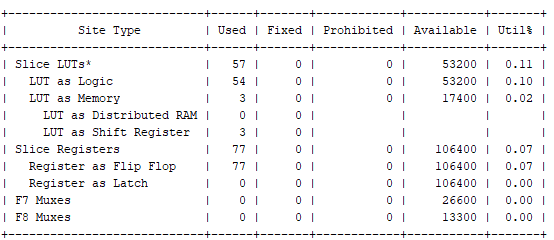 +----------------------------+------+-------+------------+-----------+-------+
|          Site Type         | Used | Fixed | Prohibited | Available | Util% |
+----------------------------+------+-------+------------+-----------+-------+
| Slice LUTs*                |   57 |     0 |          0 |     53200 |  0.11 |
|   LUT as Logic             |   54 |     0 |          0 |     53200 |  0.10 |
|   LUT as Memory            |    3 |     0 |          0 |     17400 |  0.02 |
|     LUT as Distributed RAM |    0 |     0 |            |           |       |
|     LUT as Shift Register  |    3 |     0 |            |           |       |
| Slice Registers            |   77 |     0 |          0 |    106400 |  0.07 |
|   Register as Flip Flop    |   77 |     0 |          0 |    106400 |  0.07 |
|   Register as Latch        |    0 |     0 |          0 |    106400 |  0.00 |
| F7 Muxes                   |    0 |     0 |          0 |     26600 |  0.00 |
| F8 Muxes                   |    0 |     0 |          0 |     13300 |  0.00 |
+----------------------------+------+-------+------------+-----------+-------+